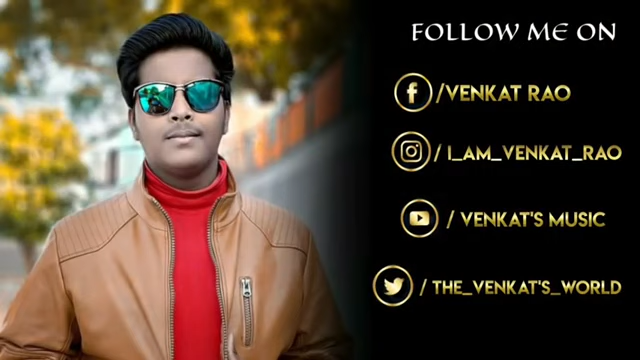 FOLLOW ME ON
/VENKAT RAO
/ I_AM_VENKAT_RAO
/ VENKAT'S MUSIC
/ THE_VENKAT'S_WORLD